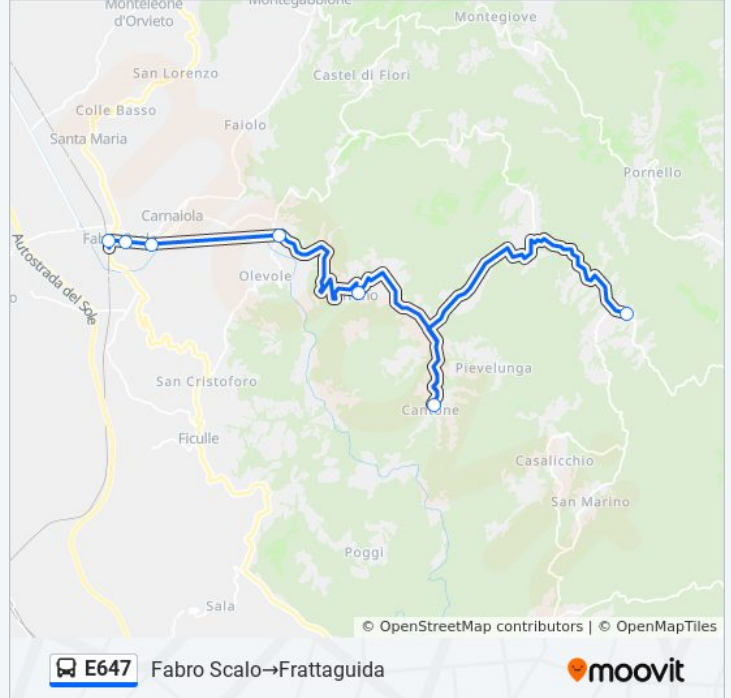 Monteleone
d'Orvieto
Montegabbione
Montegiove
San Lorenzo
Castel di Fiori
Colle Basso
Faiolo
Santa Maria
Pornello
Carnaiola
Autostrada del Sole
Olevole
Pievelunga
San Cristoforo
Cantone
Ficulle
Casalicchio
San Marino
Poggi
Sala
© OpenStreetMap contributors | © OpenMapTiles
E647 Fabro Scalo→Frattaguida
moovit